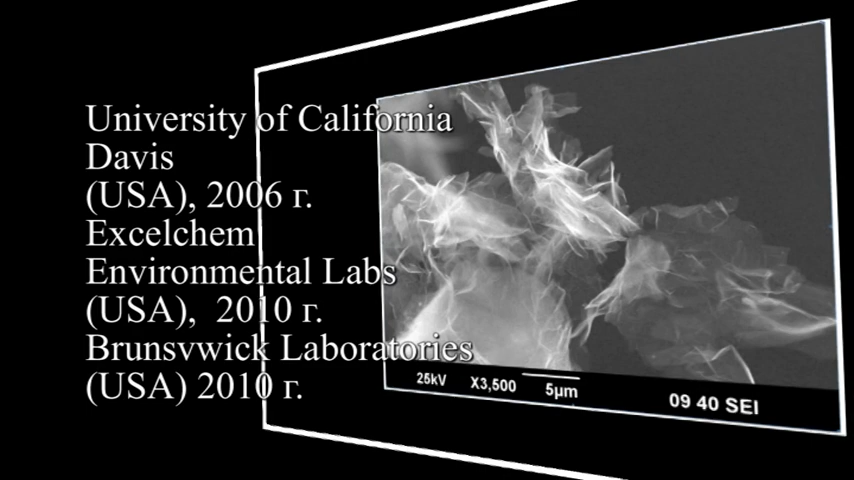 University of California
Davis
(USA), 2006 г.
Excelchem
Environmental Labs
(USA),  2010 г.
Brunsvwick Laboratories
(USA) 2010 г.
25kV X3,500 5µm 09 40 SEI